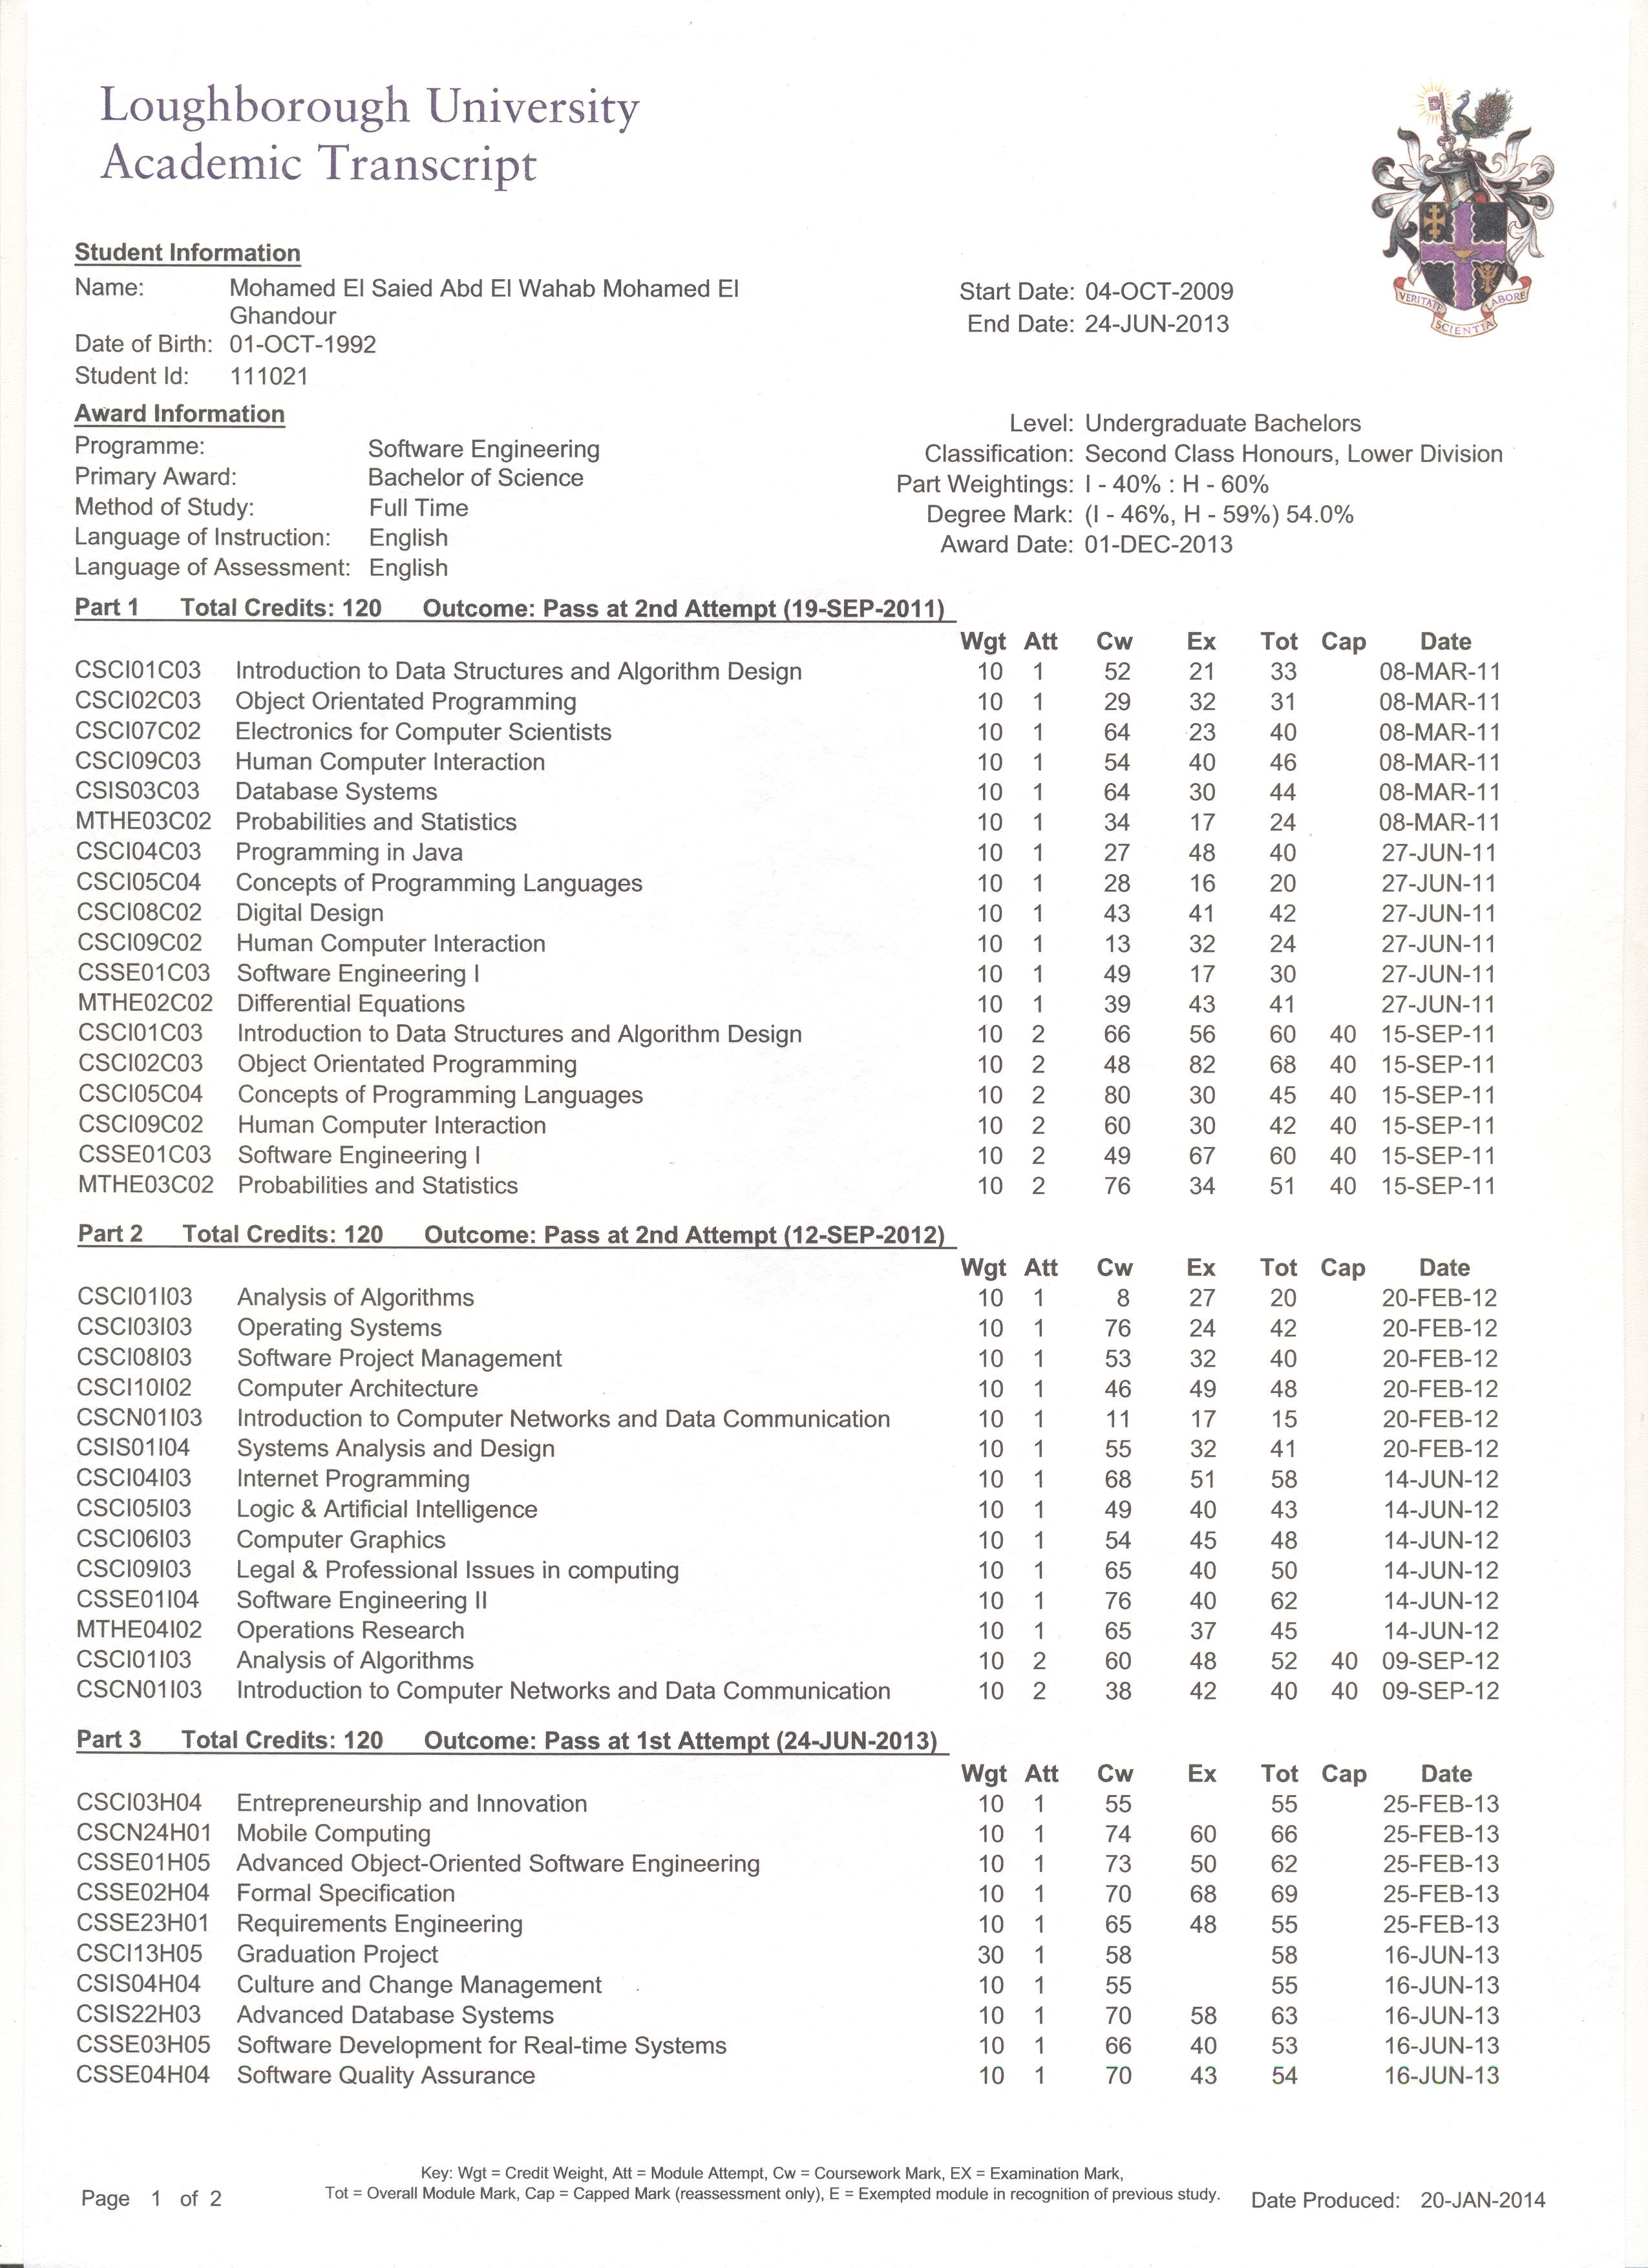 Loughborough University
Academic Transcript
VERITATE SCIENTIA LABORE
Student Information
Name: Mohamed El Saied Abd El Wahab Mohamed El
Ghandour
Start Date: 04-OCT-2009
End Date: 24-JUN-2013
Date of Birth: 01-OCT-1992
Student Id: 111021
Award Information
Level: Undergraduate Bachelors
Programme: Software Engineering
Classification: Second Class Honours, Lower Division
Primary Award: Bachelor of Science
Part Weightings: I - 40% : H - 60%
Method of Study: Full Time
Degree Mark: (I - 46%, H - 59%) 54.0%
Language of Instruction: English
Award Date: 01-DEC-2013
Language of Assessment: English
Part 1 Total Credits: 120 Outcome: Pass at 2nd Attempt (19-SEP-2011)
Wgt Att Cw Ex Tot Cap Date
CSCI01C03 Introduction to Data Structures and Algorithm Design 10 1 52 21 33 08-MAR-11
CSCI02C03 Object Orientated Programming 10 1 29 32 31 08-MAR-11
CSCI07C02 Electronics for Computer Scientists 10 1 64 23 40 08-MAR-11
CSCI09C03 Human Computer Interaction 10 1 54 40 46 08-MAR-11
CSIS03C03 Database Systems 10 1 64 30 44 08-MAR-11
MTHE03C02 Probabilities and Statistics 10 1 34 17 24 08-MAR-11
CSCI04C03 Programming in Java 10 1 27 48 40 27-JUN-11
CSCI05C04 Concepts of Programming Languages 10 1 28 16 20 27-JUN-11
CSCI08C02 Digital Design 10 1 43 41 42 27-JUN-11
CSCI09C02 Human Computer Interaction 10 1 13 32 24 27-JUN-11
CSSE01C03 Software Engineering I 10 1 49 17 30 27-JUN-11
MTHE02C02 Differential Equations 10 1 39 43 41 27-JUN-11
CSCI01C03 Introduction to Data Structures and Algorithm Design 10 2 66 56 60 40 15-SEP-11
CSCI02C03 Object Orientated Programming 10 2 48 82 68 40 15-SEP-11
CSCI05C04 Concepts of Programming Languages 10 2 80 30 45 40 15-SEP-11
CSCI09C02 Human Computer Interaction 10 2 60 30 42 40 15-SEP-11
CSSE01C03 Software Engineering I 10 2 49 67 60 40 15-SEP-11
MTHE03C02 Probabilities and Statistics 10 2 76 34 51 40 15-SEP-11
Part 2 Total Credits: 120 Outcome: Pass at 2nd Attempt (12-SEP-2012)
Wgt Att Cw Ex Tot Cap Date
CSCI01I03 Analysis of Algorithms 10 1 8 27 20 20-FEB-12
CSCI03I03 Operating Systems 10 1 76 24 42 20-FEB-12
CSCI08I03 Software Project Management 10 1 53 32 40 20-FEB-12
CSCI10I02 Computer Architecture 10 1 46 49 48 20-FEB-12
CSCN01I03 Introduction to Computer Networks and Data Communication 10 1 11 17 15 20-FEB-12
CSIS01I04 Systems Analysis and Design 10 1 55 32 41 20-FEB-12
CSCI04I03 Internet Programming 10 1 68 51 58 14-JUN-12
CSCI05I03 Logic & Artificial Intelligence 10 1 49 40 43 14-JUN-12
CSCI06I03 Computer Graphics 10 1 54 45 48 14-JUN-12
CSCI09I03 Legal & Professional Issues in computing 10 1 65 40 50 14-JUN-12
CSSE01I04 Software Engineering II 10 1 76 40 62 14-JUN-12
MTHE04I02 Operations Research 10 1 65 37 45 14-JUN-12
CSCI01I03 Analysis of Algorithms 10 2 60 48 52 40 09-SEP-12
CSCN01I03 Introduction to Computer Networks and Data Communication 10 2 38 42 40 40 09-SEP-12
Part 3 Total Credits: 120 Outcome: Pass at 1st Attempt (24-JUN-2013)
Wgt Att Cw Ex Tot Cap Date
CSCI03H04 Entrepreneurship and Innovation 10 1 55 55 25-FEB-13
CSCN24H01 Mobile Computing 10 1 74 60 66 25-FEB-13
CSSE01H05 Advanced Object-Oriented Software Engineering 10 1 73 50 62 25-FEB-13
CSSE02H04 Formal Specification 10 1 70 68 69 25-FEB-13
CSSE23H01 Requirements Engineering 10 1 65 48 55 25-FEB-13
CSCI13H05 Graduation Project 30 1 58 58 16-JUN-13
CSIS04H04 Culture and Change Management 10 1 55 55 16-JUN-13
CSIS22H03 Advanced Database Systems 10 1 70 58 63 16-JUN-13
CSSE03H05 Software Development for Real-time Systems 10 1 66 40 53 16-JUN-13
CSSE04H04 Software Quality Assurance 10 1 70 43 54 16-JUN-13
Key: Wgt = Credit Weight, Att = Module Attempt, Cw = Coursework Mark, EX = Examination Mark,
Tot = Overall Module Mark, Cap = Capped Mark (reassessment only), E = Exempted module in recognition of previous study.
Page 1 of 2
Date Produced: 20-JAN-2014